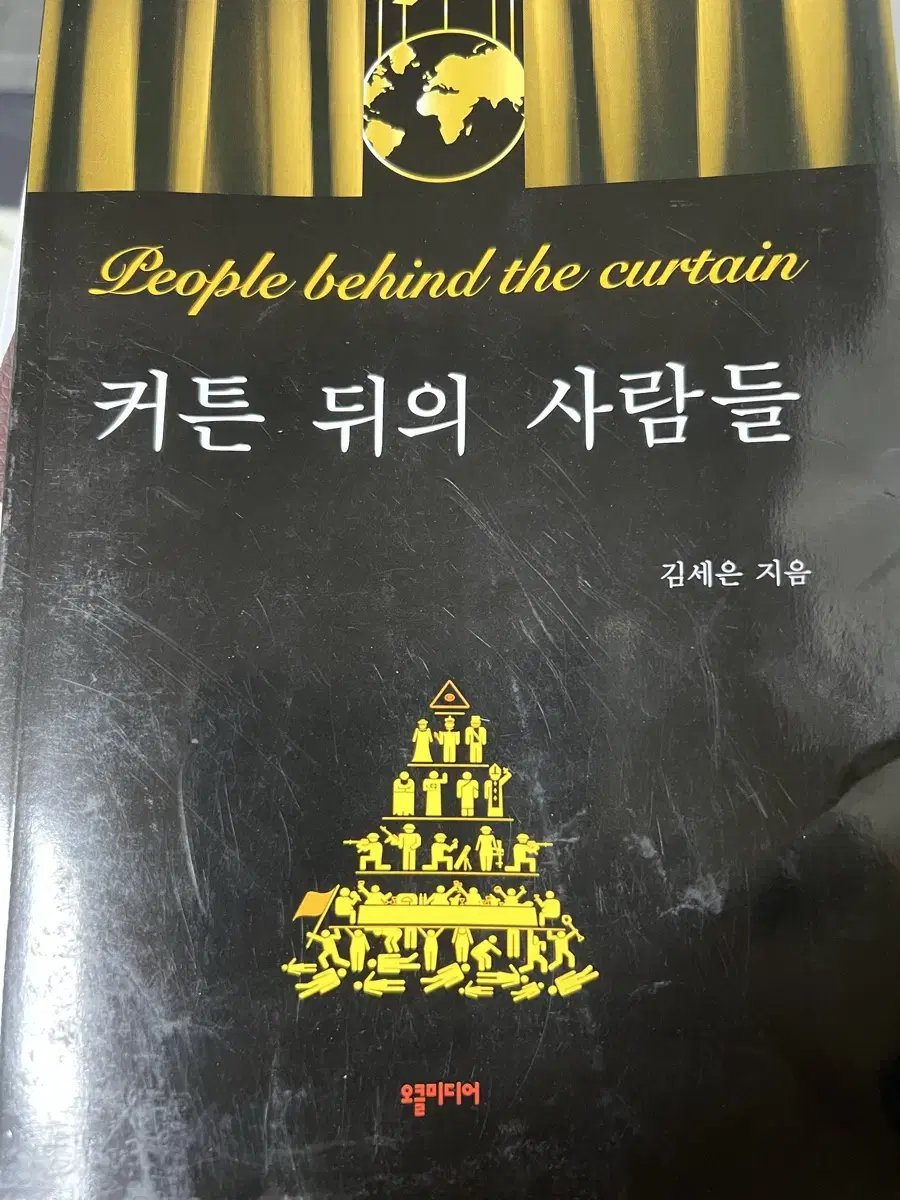 People behind the curtain
커튼 뒤의 사람들
김세은 지음
오콜미디어